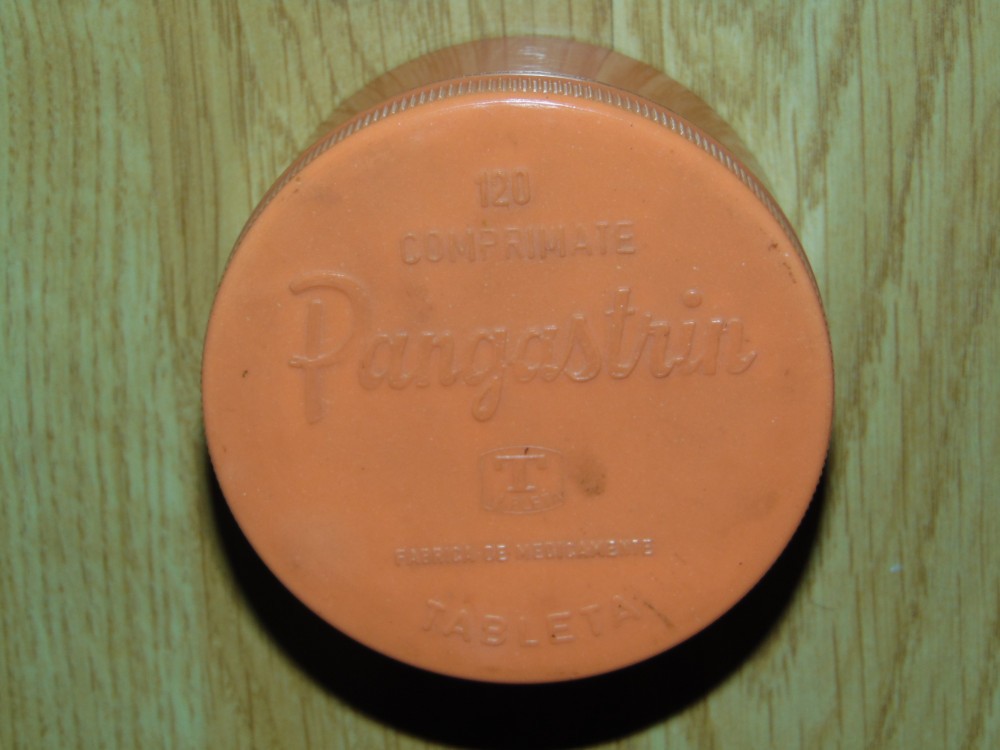 120
COMPRIMATE
Pangastrin
T
FABRICA DE MEDICAMENTE
TABLETA